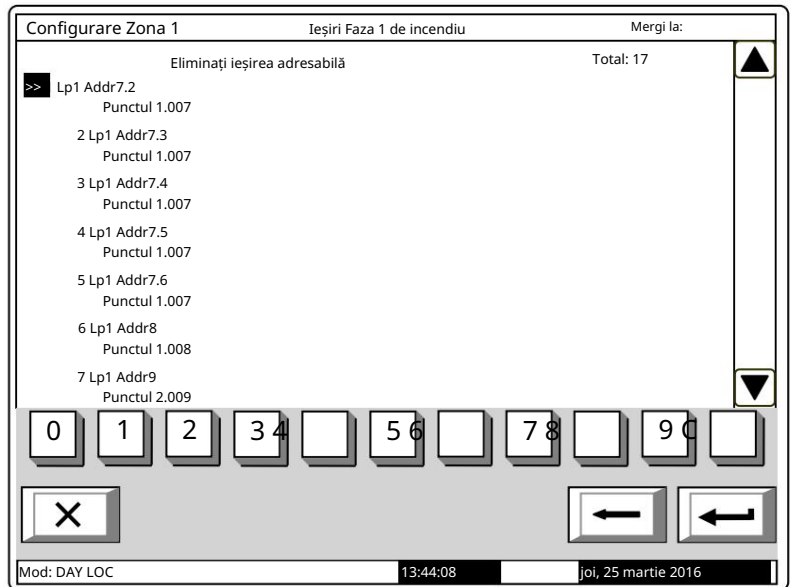 Configurare Zona 1 Ieșiri Faza 1 de incendiu Mergi la:
Eliminați ieșirea adresabilă Total: 17
>> Lp1 Addr7.2
Punctul 1.007
2 Lp1 Addr7.3
Punctul 1.007
3 Lp1 Addr7.4
Punctul 1.007
4 Lp1 Addr7.5
Punctul 1.007
5 Lp1 Addr7.6
Punctul 1.007
6 Lp1 Addr8
Punctul 1.008
7 Lp1 Addr9
Punctul 2.009
0 1 2 3 4 5 6 7 8 9 C
Mod: DAY LOC 13:44:08 joi, 25 martie 2016